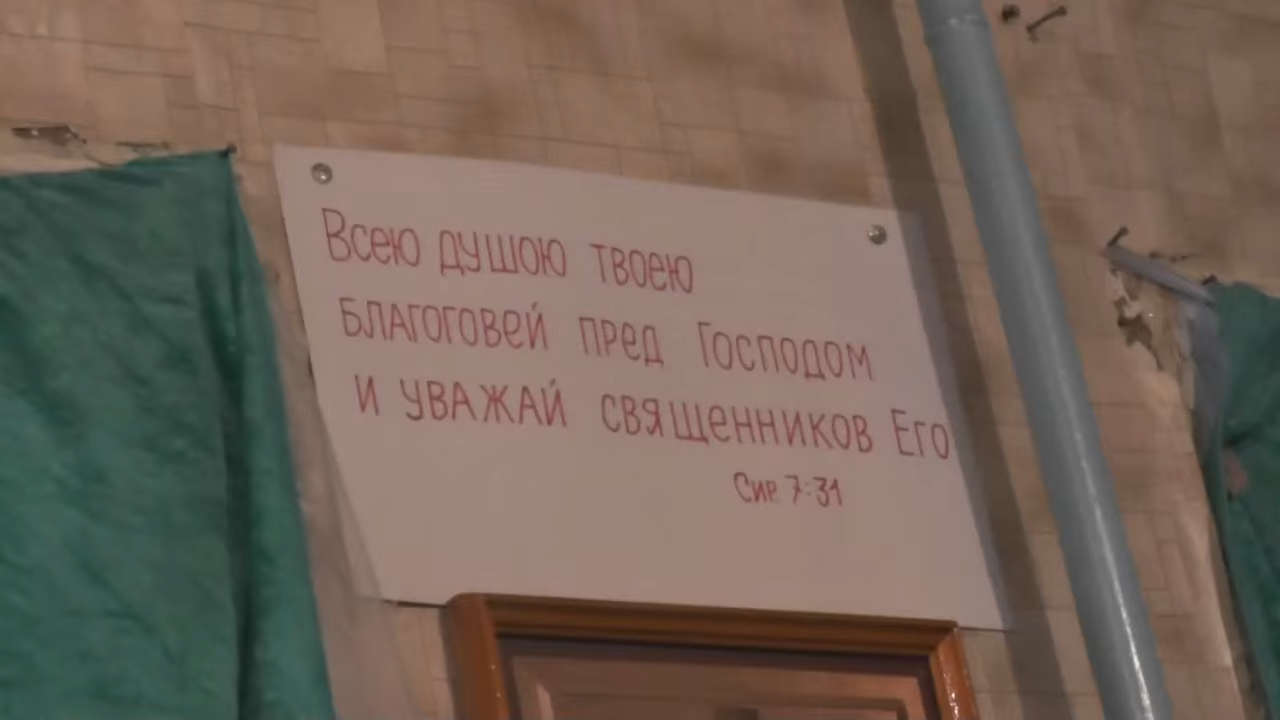 Всею душою твоею
благоговей пред Господом
и уважай священников Его
Сир. 7:31